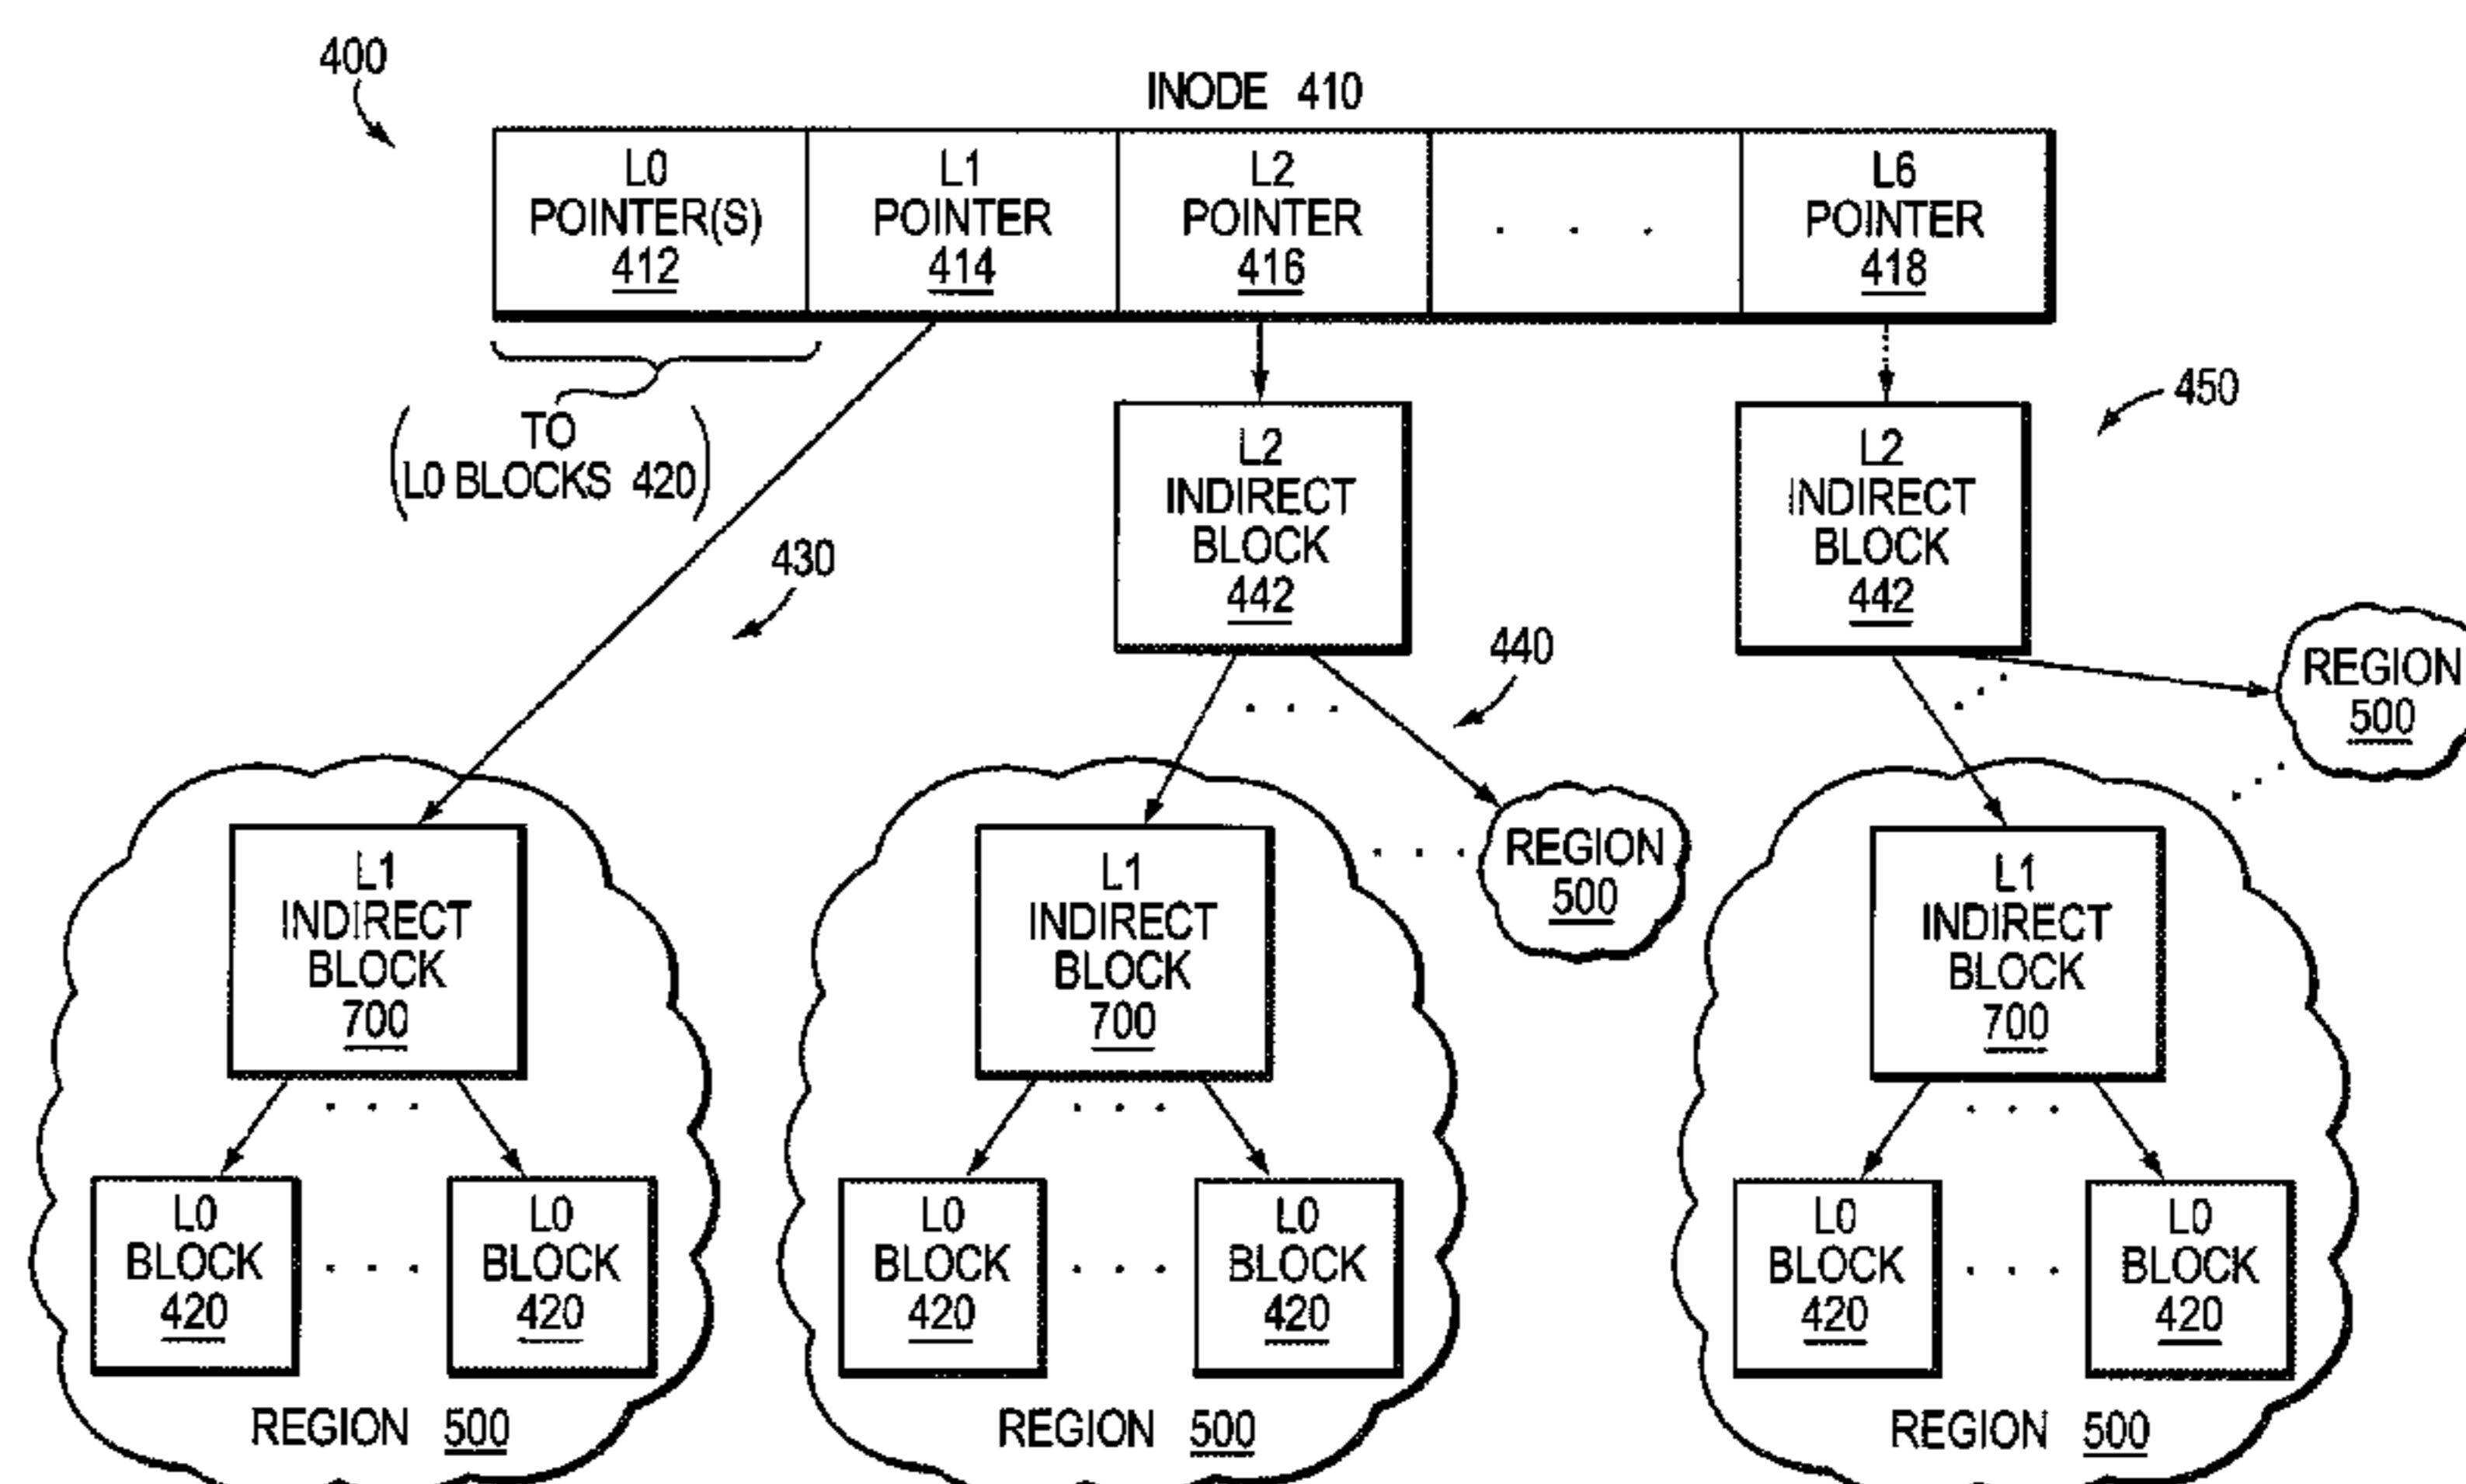 400
INODE 410
L0
POINTER(S)
412
L1
POINTER
414
L2
POINTER
416
. . .
L6
POINTER
418
TO
L0 BLOCKS 420
430
L2
INDIRECT
BLOCK
442
440
L2
INDIRECT
BLOCK
442
450
REGION
500
REGION
500
L1
INDIRECT
BLOCK
700
L0
BLOCK
420
L0
BLOCK
420
REGION 500
L1
INDIRECT
BLOCK
700
L0
BLOCK
420
L0
BLOCK
420
REGION 500
L1
INDIRECT
BLOCK
700
L0
BLOCK
420
L0
BLOCK
420
REGION 500